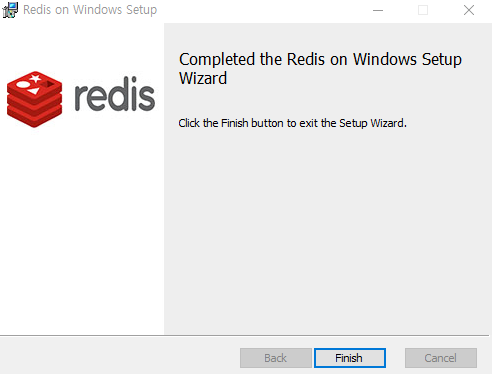 Redis on Windows Setup
redis
Completed the Redis on Windows Setup
Wizard
Click the Finish button to exit the Setup Wizard.
Back
Finish
Cancel